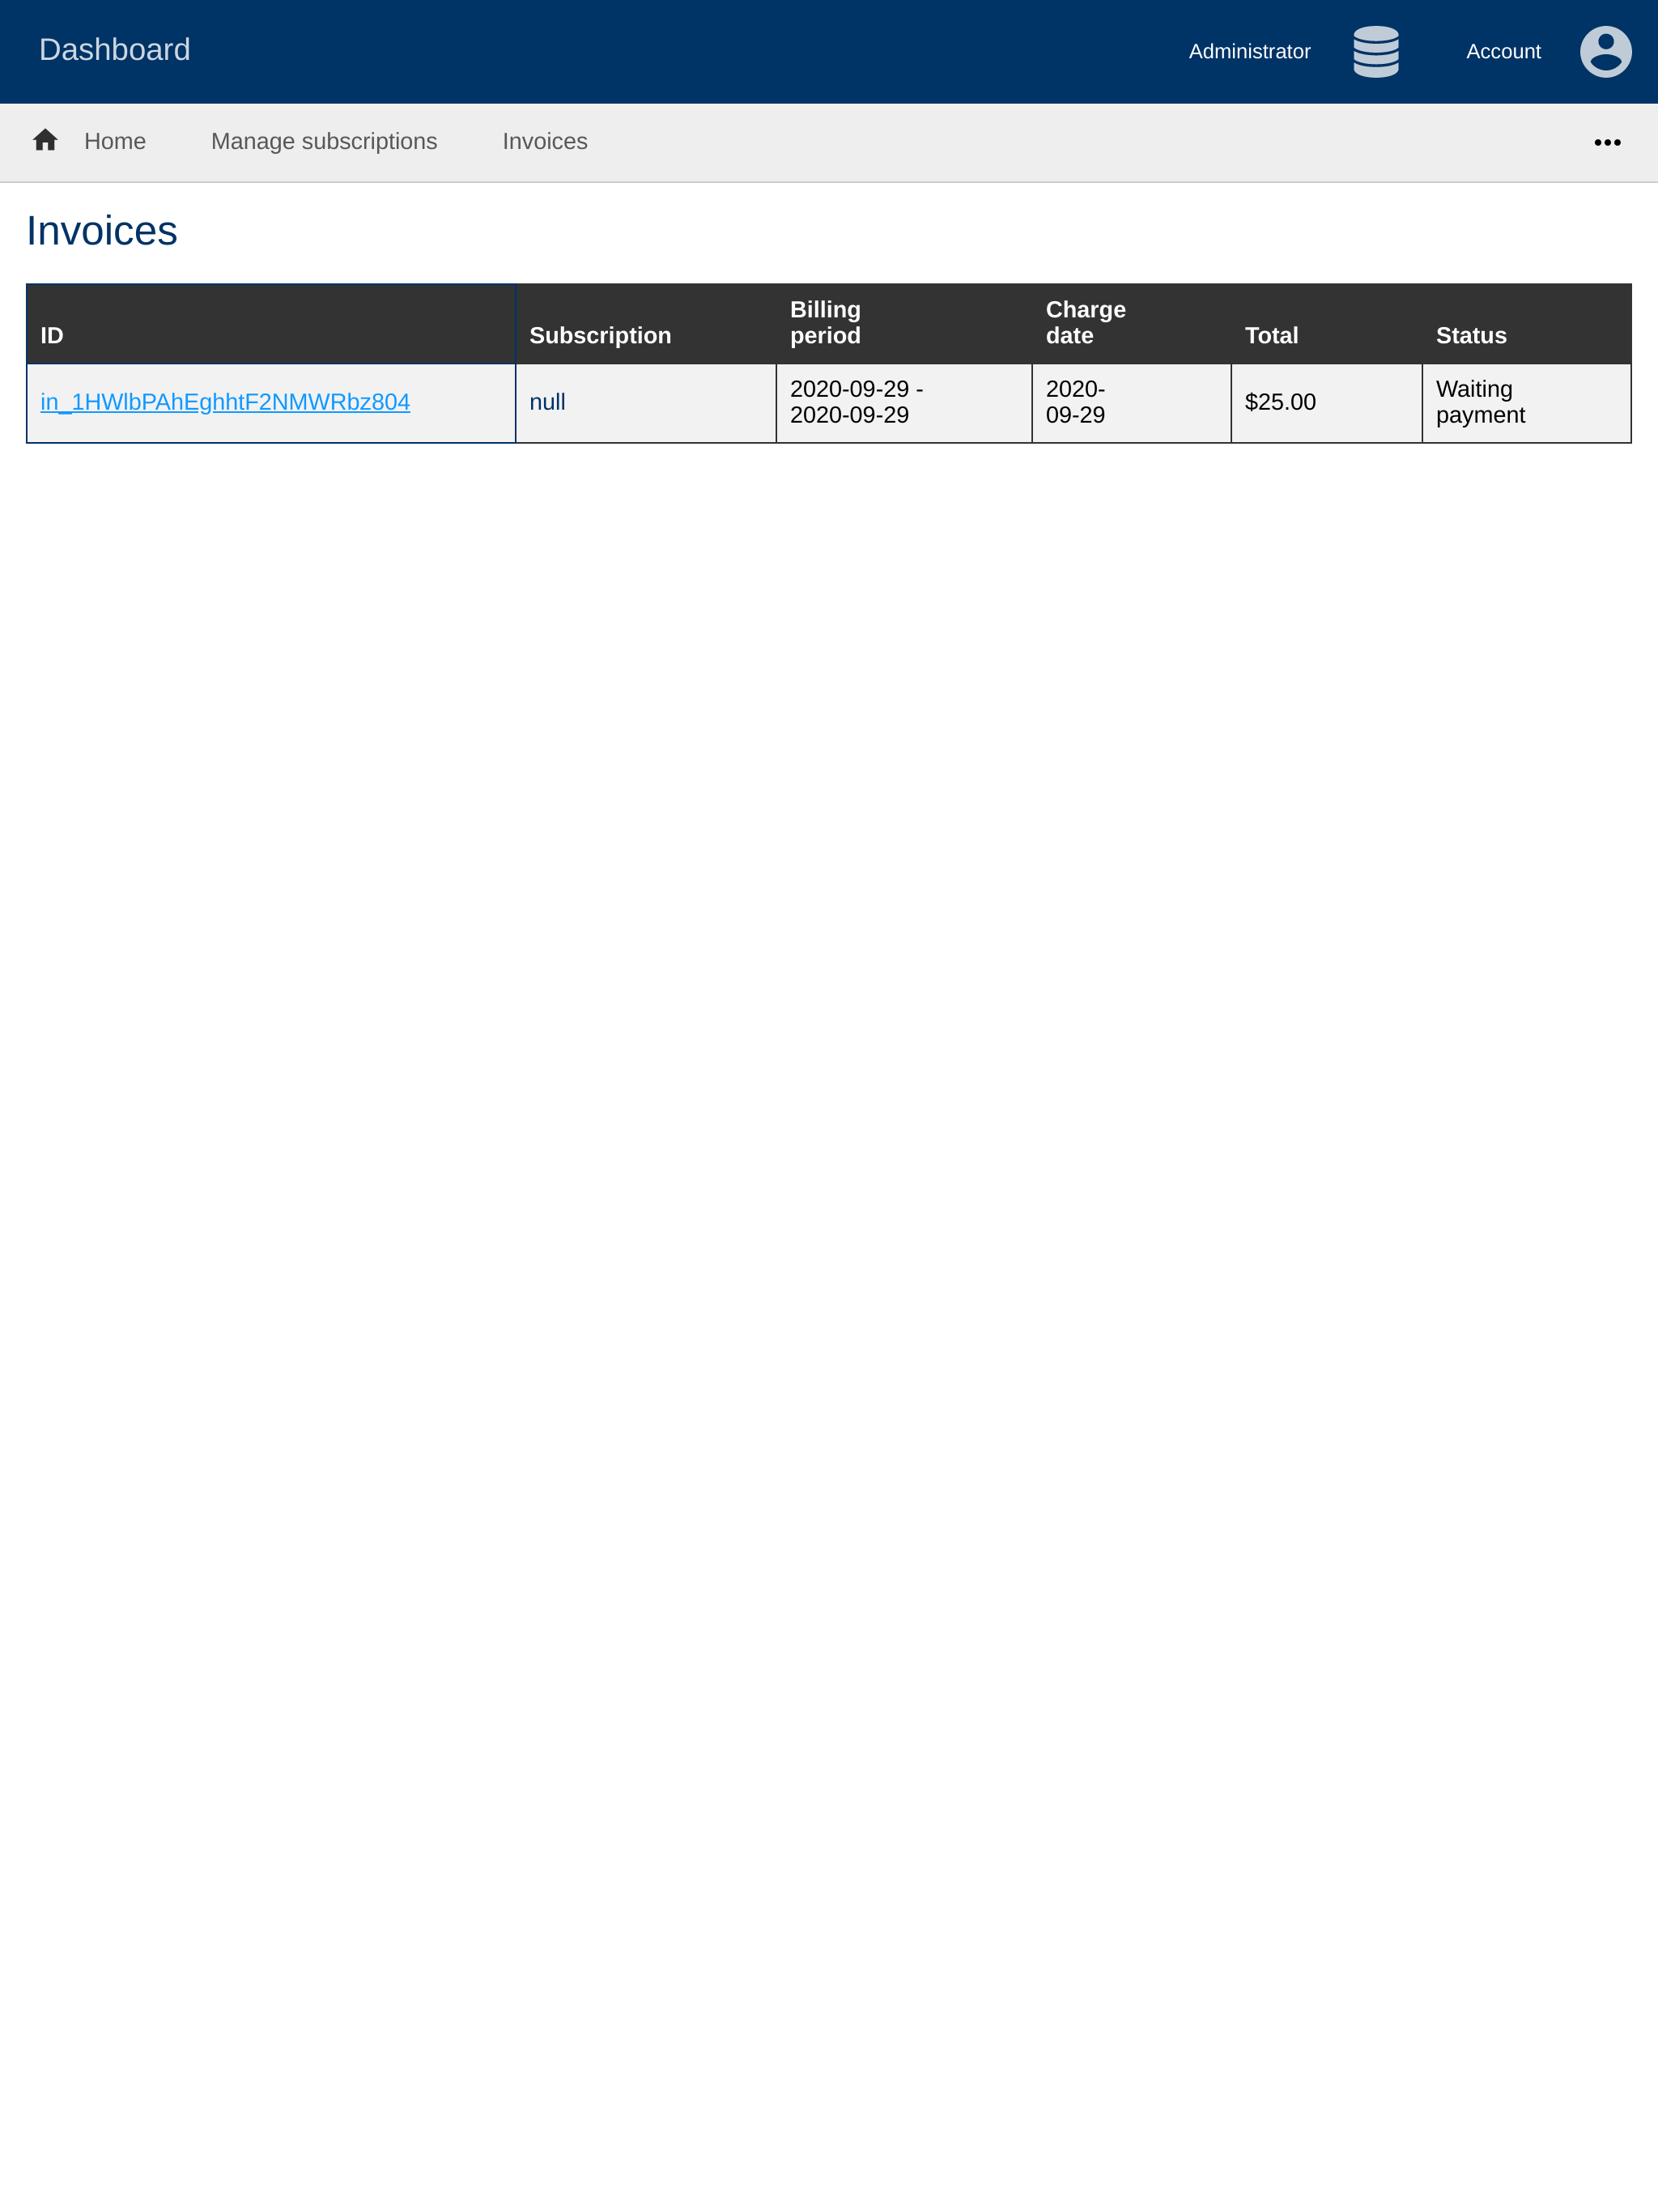 Dashboard
Administrator
Account
Home
Manage subscriptions
Invoices
Invoices
ID
Subscription
Billing
period
Charge
date
Total
Status
in_1HWlbPAhEghhtF2NMWRbz804
null
2020-09-29 -
2020-09-29
2020-
09-29
$25.00
Waiting
payment